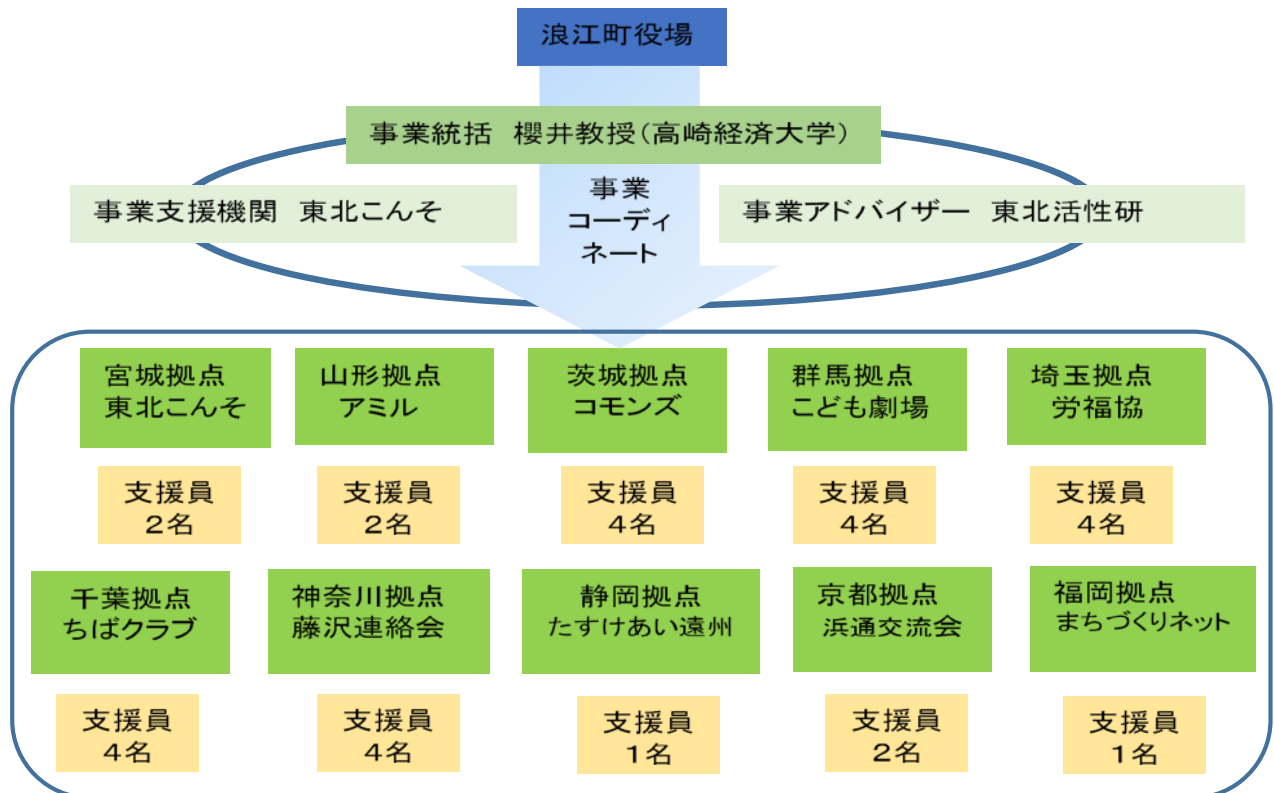 浪江町役場
事業統括　櫻井教授（高崎経済大学）
事業支援機関　東北こんそ
事業
コーディ
ネート
事業アドバイザー　東北活性研
宮城拠点
東北こんそ
山形拠点
アミル
茨城拠点
コモンズ
群馬拠点
こども劇場
埼玉拠点
労福協
支援員
２名
支援員
２名
支援員
４名
支援員
４名
支援員
４名
千葉拠点
ちばクラブ
神奈川拠点
藤沢連絡会
静岡拠点
たすけあい遠州
京都拠点
浜通交流会
福岡拠点
まちづくりネット
支援員
４名
支援員
４名
支援員
１名
支援員
２名
支援員
１名